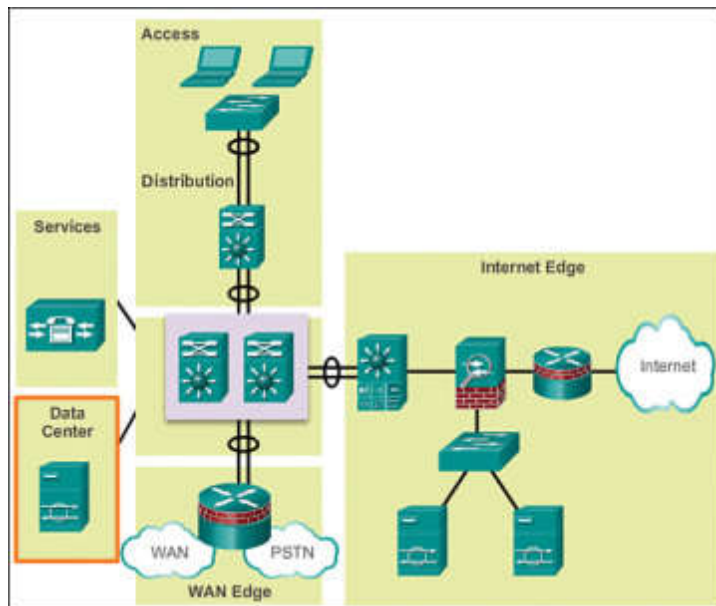 Access
Distribution
Services
Internet Edge
Internet
Data
Center
WAN
PSTN
WAN Edge